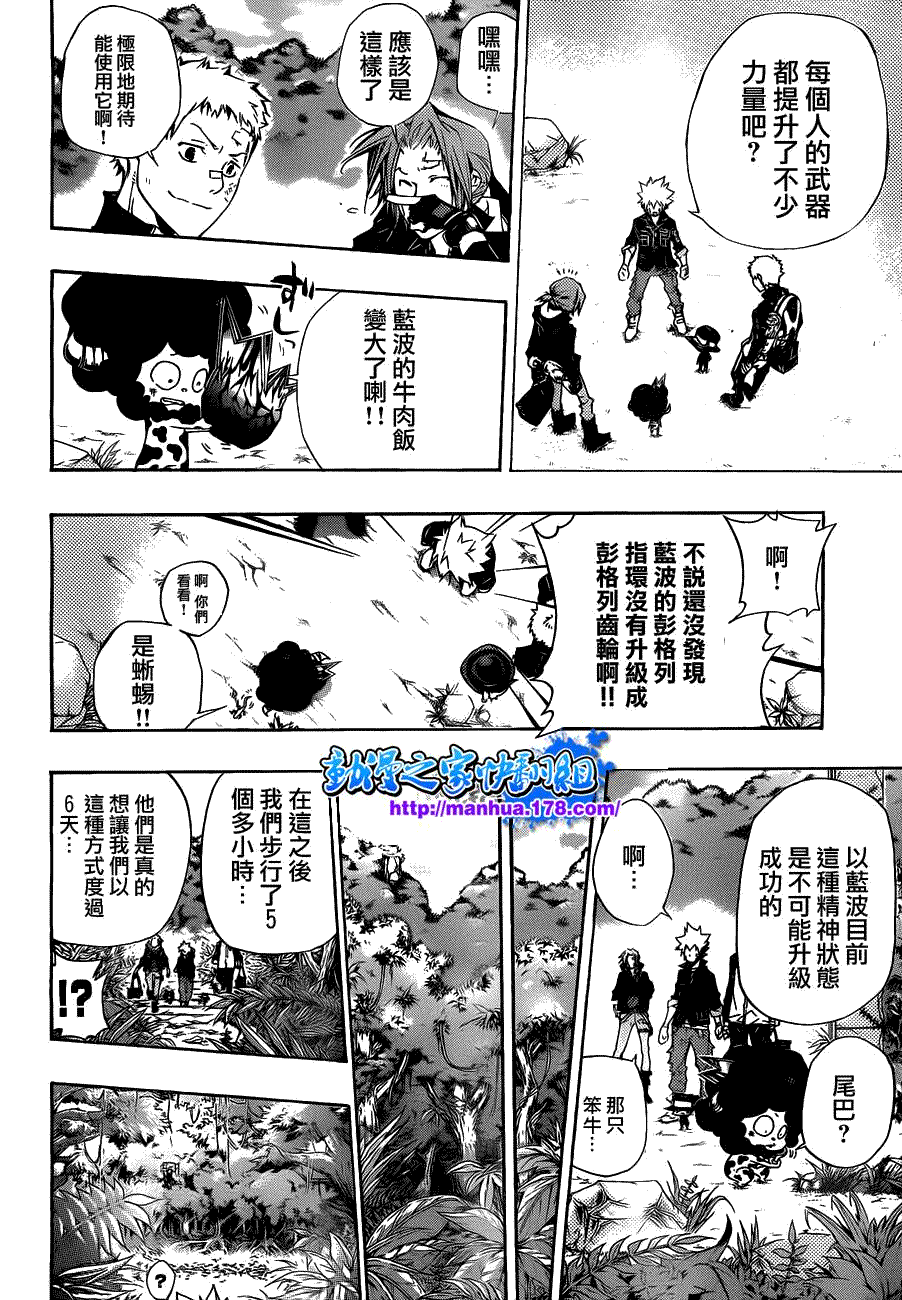 每個人的武器
都提升了不少
力量吧？
嘿嘿…
應該是
這樣了
極限地期待
能使用它啊！
藍波的牛肉飯
變大了喇！！
ずしっ
啊！
不說還沒發現
藍波的彭格列
指環沒有升級成
彭格列齒輪啊！！
啊 你們
看看！
是蜥蜴！！
動漫之家快翻組
http://manhua.178.com/
以藍波目前
這種精神狀態
是不可能升級
成功的
啊…
尾巴？
那只
笨牛…
在這之後
我們步行了5
個多小時…
他們是真的
想讓我們以
這種方式度過
6天…
！？
？